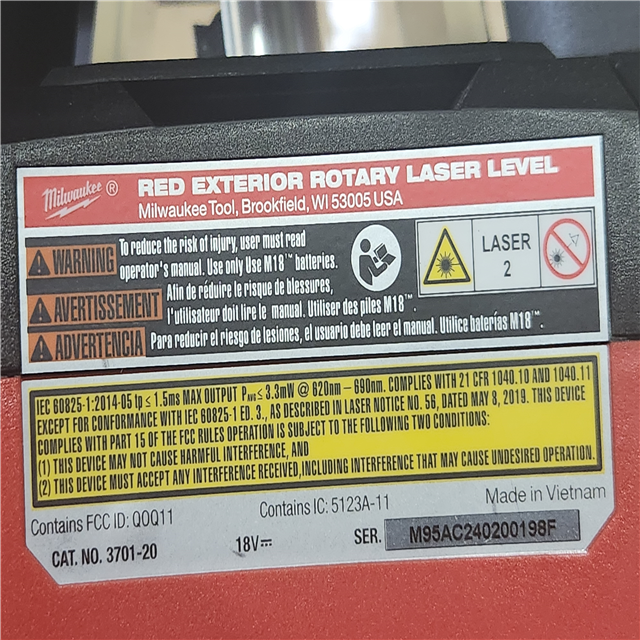 Milwaukee ® RED EXTERIOR ROTARY LASER LEVEL
Milwaukee Tool, Brookfield, WI 53005 USA
WARNING To reduce the risk of injury, user must read
operator's manual. Use only Use M18™ batteries.
AVERTISSEMENT Afin de réduire le risque de blessures,
l'utilisateur doit lire le manual. Utiliser des piles M18™.
ADVERTENCIA Para reducir el riesgo de lesiones, el usuario debe leer el manual. Utilice baterías M18™.
LASER
2
IEC 60825-1:2014-05 tp ≤ 1.5ms MAX OUTPUT PAVG ≤ 3.3mW @ 620nm – 690nm. COMPLIES WITH 21 CFR 1040.10 AND 1040.11
EXCEPT FOR CONFORMANCE WITH IEC 60825-1 ED. 3., AS DESCRIBED IN LASER NOTICE NO. 56, DATED MAY 8, 2019. THIS DEVICE
COMPLIES WITH PART 15 OF THE FCC RULES OPERATION IS SUBJECT TO THE FOLLOWING TWO CONDITIONS:
(1) THIS DEVICE MAY NOT CAUSE HARMFUL INTERFERENCE, AND
(2) THIS DEVICE MUST ACCEPT ANY INTERFERENCE RECEIVED,INCLUDING INTERFERENCE THAT MAY CAUSE UNDESIRED OPERATION.
Contains FCC ID: QOQ11 Contains IC: 5123A-11 Made in Vietnam
CAT. NO. 3701-20 18V⎓ SER. M95AC240200198F